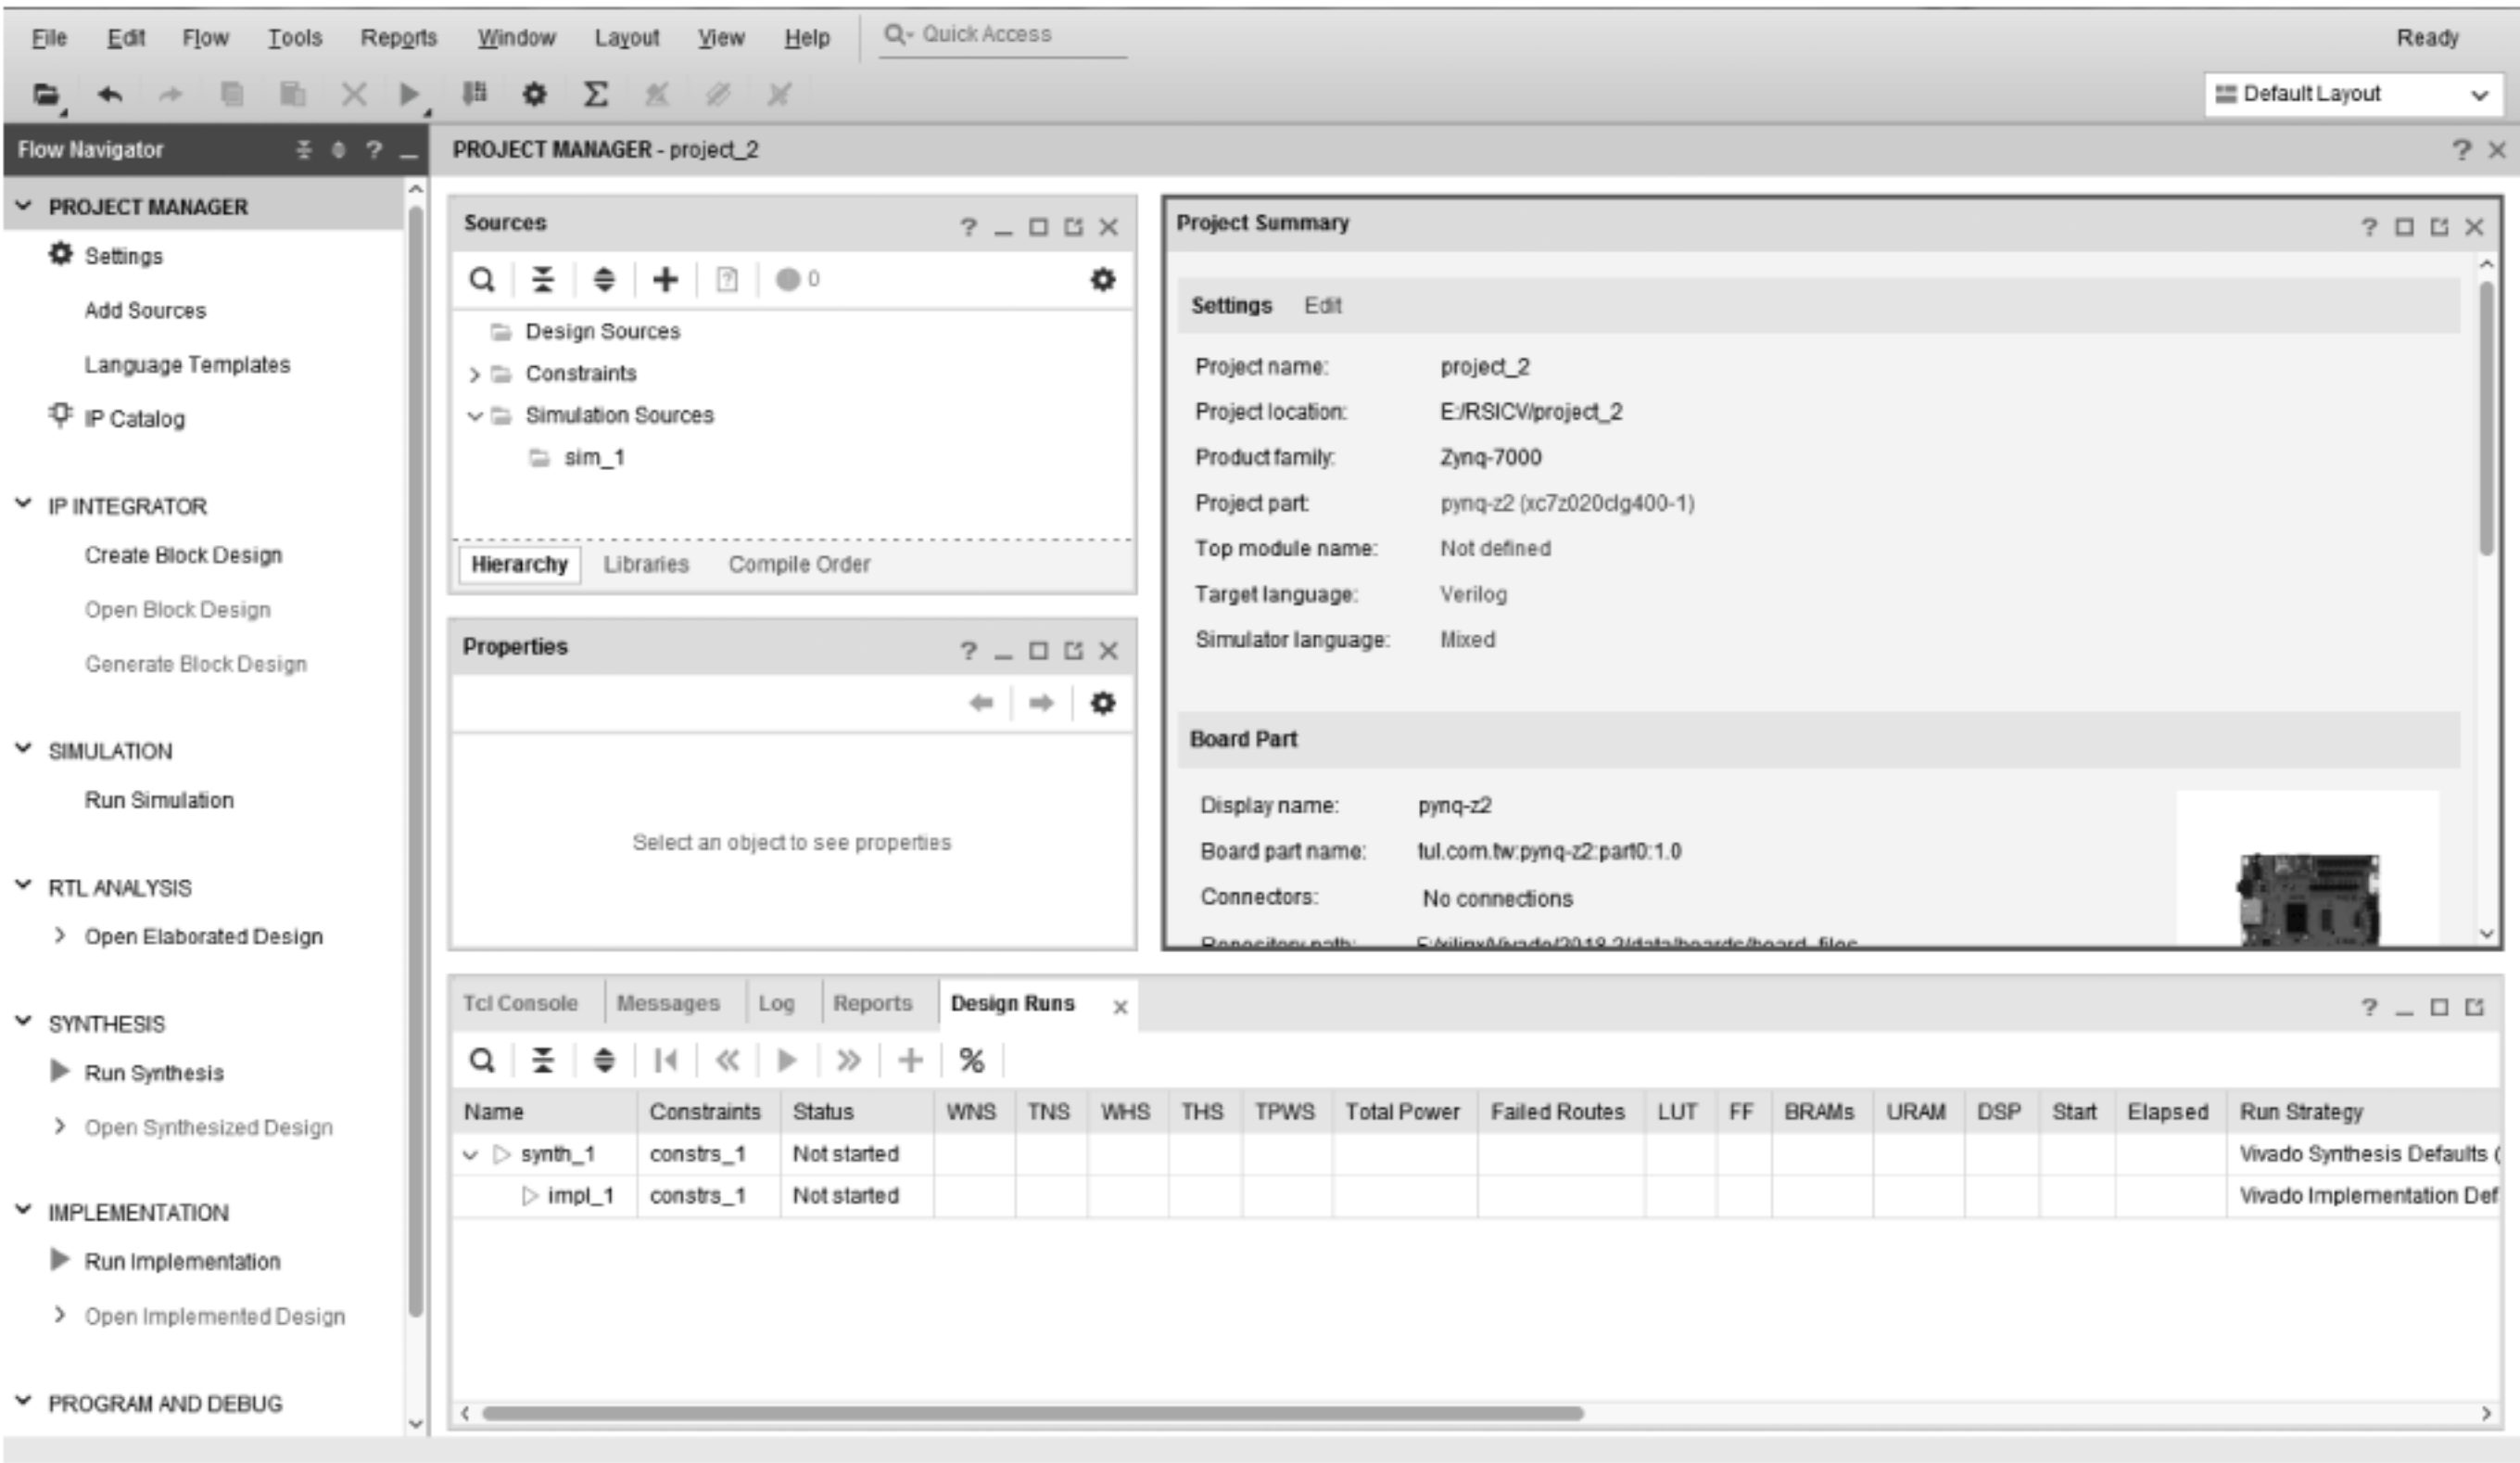 File Edit Flow Tools Reports Window Layout View Help Quick Access Ready
Default Layout
Flow Navigator ? PROJECT MANAGER - project_2 ?
PROJECT MANAGER
Settings
Add Sources
Language Templates
IP Catalog
IP INTEGRATOR
Create Block Design
Open Block Design
Generate Block Design
SIMULATION
Run Simulation
RTL ANALYSIS
Open Elaborated Design
SYNTHESIS
Run Synthesis
Open Synthesized Design
IMPLEMENTATION
Run Implementation
Open Implemented Design
PROGRAM AND DEBUG
Sources ?
0
Design Sources
Constraints
Simulation Sources
sim_1
Hierarchy Libraries Compile Order
Properties ?
Select an object to see properties
Project Summary ?
Settings Edit
Project name: project_2
Project location: E:/RSICV/project_2
Product family: Zynq-7000
Project part: pynq-z2 (xc7z020clg400-1)
Top module name: Not defined
Target language: Verilog
Simulator language: Mixed
Board Part
Display name: pynq-z2
Board part name: tul.com.tw:pynq-z2:part0:1.0
Connectors: No connections
Repository path: E:/xilinx/Vivado/2018.2/data/boards/board_files
Tcl Console Messages Log Reports Design Runs ?
%
Name Constraints Status WNS TNS WHS THS TPWS Total Power Failed Routes LUT FF BRAMs URAM DSP Start Elapsed Run Strategy
synth_1 constrs_1 Not started Vivado Synthesis Defaults (
impl_1 constrs_1 Not started Vivado Implementation Def